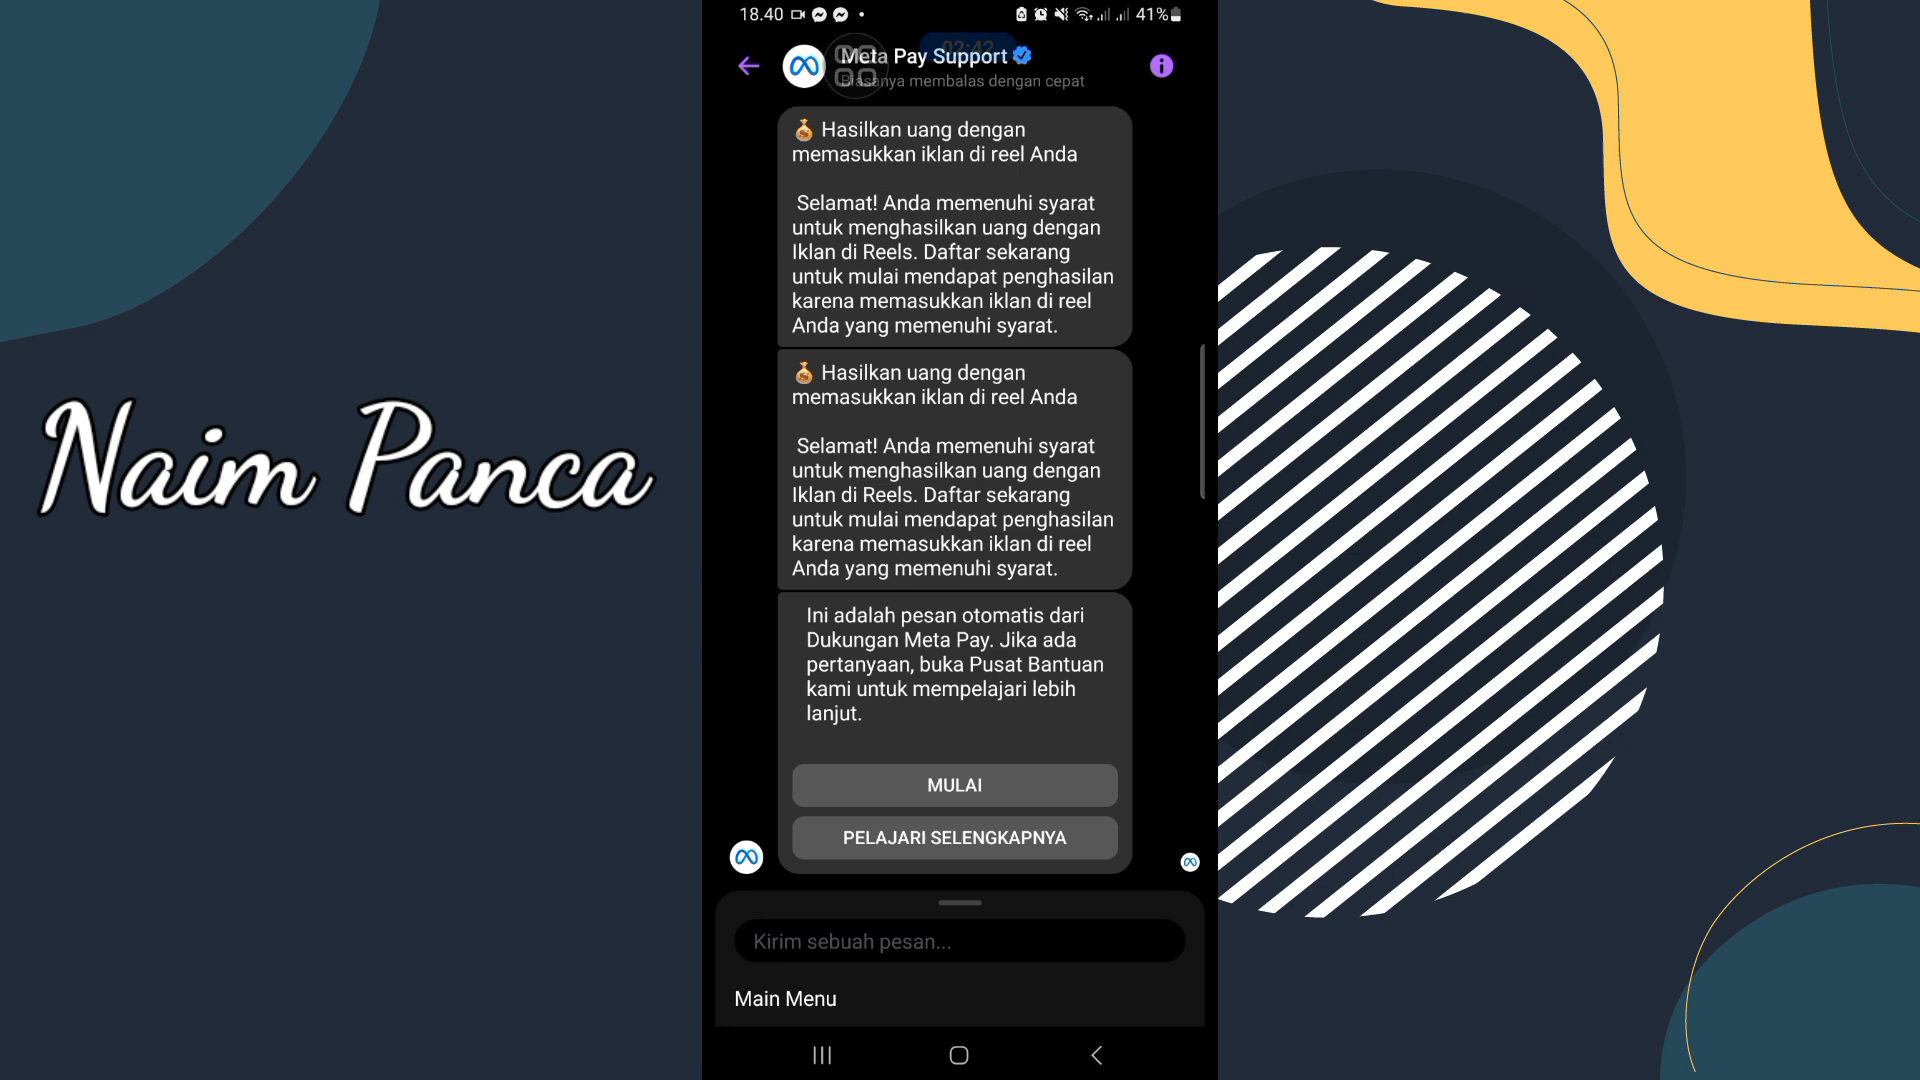 18.40
41%
02:42
Meta Pay Support
Biasanya membalas dengan cepat
Hasilkan uang dengan
memasukkan iklan di reel Anda
Selamat! Anda memenuhi syarat
untuk menghasilkan uang dengan
Iklan di Reels. Daftar sekarang
untuk mulai mendapat penghasilan
karena memasukkan iklan di reel
Anda yang memenuhi syarat.
Hasilkan uang dengan
memasukkan iklan di reel Anda
Selamat! Anda memenuhi syarat
untuk menghasilkan uang dengan
Iklan di Reels. Daftar sekarang
untuk mulai mendapat penghasilan
karena memasukkan iklan di reel
Anda yang memenuhi syarat.
Ini adalah pesan otomatis dari
Dukungan Meta Pay. Jika ada
pertanyaan, buka Pusat Bantuan
kami untuk mempelajari lebih
lanjut.
MULAI
PELAJARI SELENGKAPNYA
Kirim sebuah pesan...
Main Menu
Naim Panca